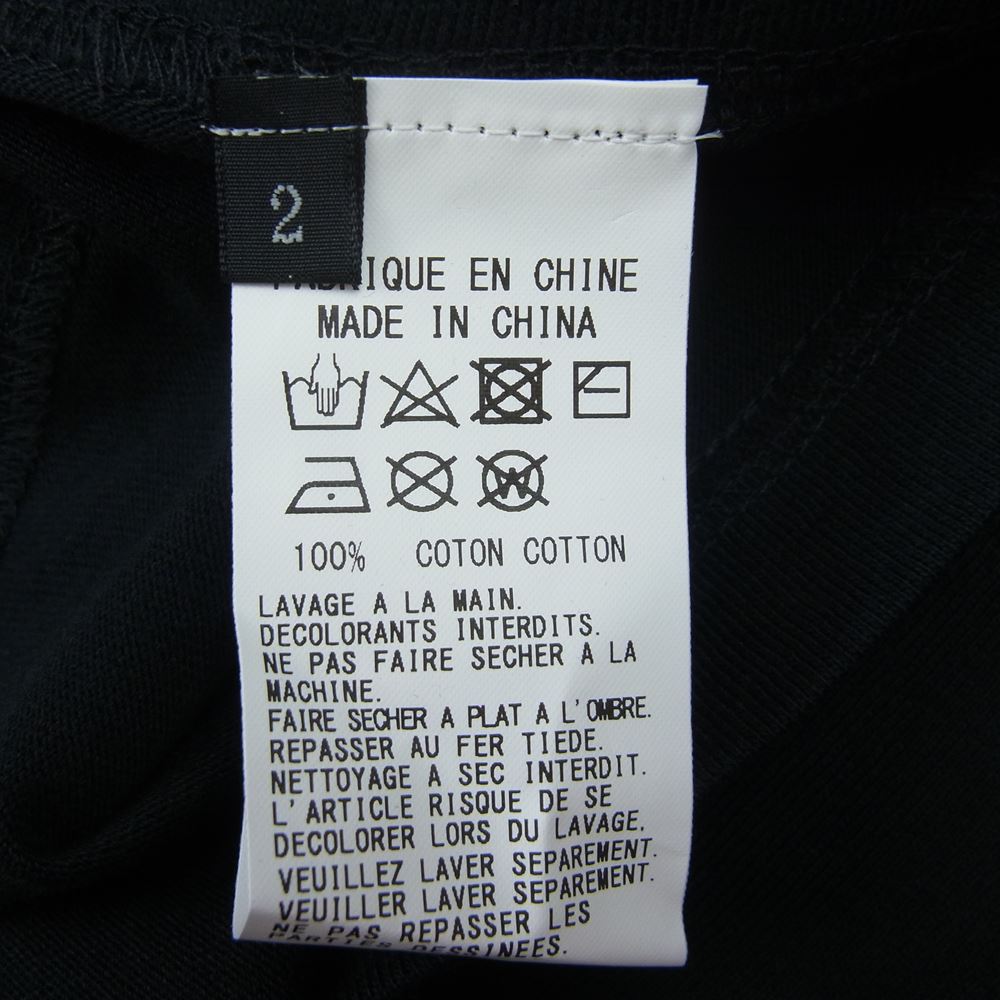 2
FABRIQUE EN CHINE
MADE IN CHINA
W
100% COTON COTTON
LAVAGE A LA MAIN.
DECOLORANTS INTERDITS.
NE PAS FAIRE SECHER A LA
MACHINE.
FAIRE SECHER A PLAT A L'OMBRE.
REPASSER AU FER TIEDE.
NETTOYAGE A SEC INTERDIT.
L'ARTICLE RISQUE DE SE
DECOLORER LORS DU LAVAGE.
VEUILLEZ LAVER SEPAREMENT.
VEUILLER LAVER SEPAREMENT.
NE PAS REPASSER LES
PARTIES DESSINEES.